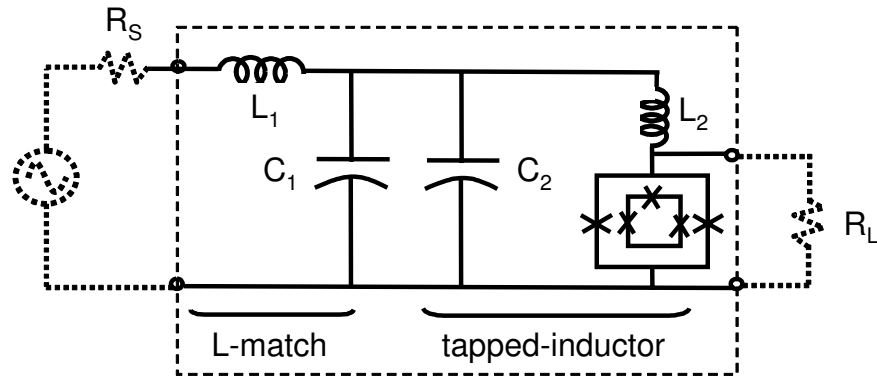 R_S
L_1
L_2
C_1
C_2
R_L
L-match
tapped-inductor